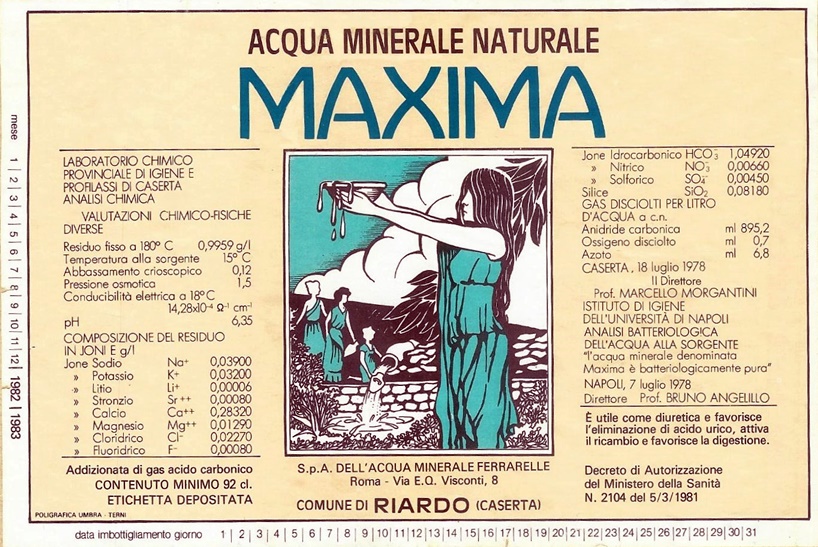 ACQUA MINERALE NATURALE
MAXIMA
mese 1 | 2 | 3 | 4 | 5 | 6 | 7 | 8 | 9 | 10 | 11 | 12 | 1982 | 1983
LABORATORIO CHIMICO
PROVINCIALE DI IGIENE E
PROFILASSI DI CASERTA
ANALISI CHIMICA
VALUTAZIONI CHIMICO-FISICHE
DIVERSE
Residuo fisso a 180° C 0,9959 g/l
Temperatura alla sorgente 15° C
Abbassamento crioscopico 0,12
Pressione osmotica 1,5
Conducibilità elettrica a 18°C
14,28x10⁻⁴ Ω⁻¹ cm⁻¹
pH 6,35
COMPOSIZIONE DEL RESIDUO
IN JONI E g/l
Jone Sodio Na⁺ 0,03900
» Potassio K⁺ 0,03200
» Litio Li⁺ 0,00006
» Stronzio Sr⁺⁺ 0,00080
» Calcio Ca⁺⁺ 0,28320
» Magnesio Mg⁺⁺ 0,01290
» Cloridrico Cl⁻ 0,02270
» Fluoridrico F⁻ 0,00080
Addizionata di gas acido carbonico
CONTENUTO MINIMO 92 cl.
ETICHETTA DEPOSITATA
POLIGRAFICA UMBRA - TERNI
S.p.A. DELL'ACQUA MINERALE FERRARELLE
Roma - Via E.Q. Visconti, 8
COMUNE DI RIARDO (CASERTA)
Jone Idrocarbonico HCO₃⁻ 1,04920
» Nitrico NO₃⁻ 0,00660
» Solforico SO₄⁻ 0,00450
Silice SiO₂ 0,08180
GAS DISCIOLTI PER LITRO
D'ACQUA a c.n.
Anidride carbonica ml 895,2
Ossigeno disciolto ml 0,7
Azoto ml 6,8
CASERTA, 18 luglio 1978
Il Direttore
Prof. MARCELLO MORGANTINI
ISTITUTO DI IGIENE
DELL'UNIVERSITÀ DI NAPOLI
ANALISI BATTERIOLOGICA
DELL'ACQUA ALLA SORGENTE
"l'acqua minerale denominata
Maxima è batteriologicamente pura"
NAPOLI, 7 luglio 1978
Direttore Prof. BRUNO ANGELILLO
È utile come diuretica e favorisce
l'eliminazione di acido urico, attiva
il ricambio e favorisce la digestione.
Decreto di Autorizzazione
del Ministero della Sanità
N. 2104 del 5/3/1981
data imbottigliamento giorno 1 | 2 | 3 | 4 | 5 | 6 | 7 | 8 | 9 | 10 | 11 | 12 | 13 | 14 | 15 | 16 | 17 | 18 | 19 | 20 | 21 | 22 | 23 | 24 | 25 | 26 | 27 | 28 | 29 | 30 | 31